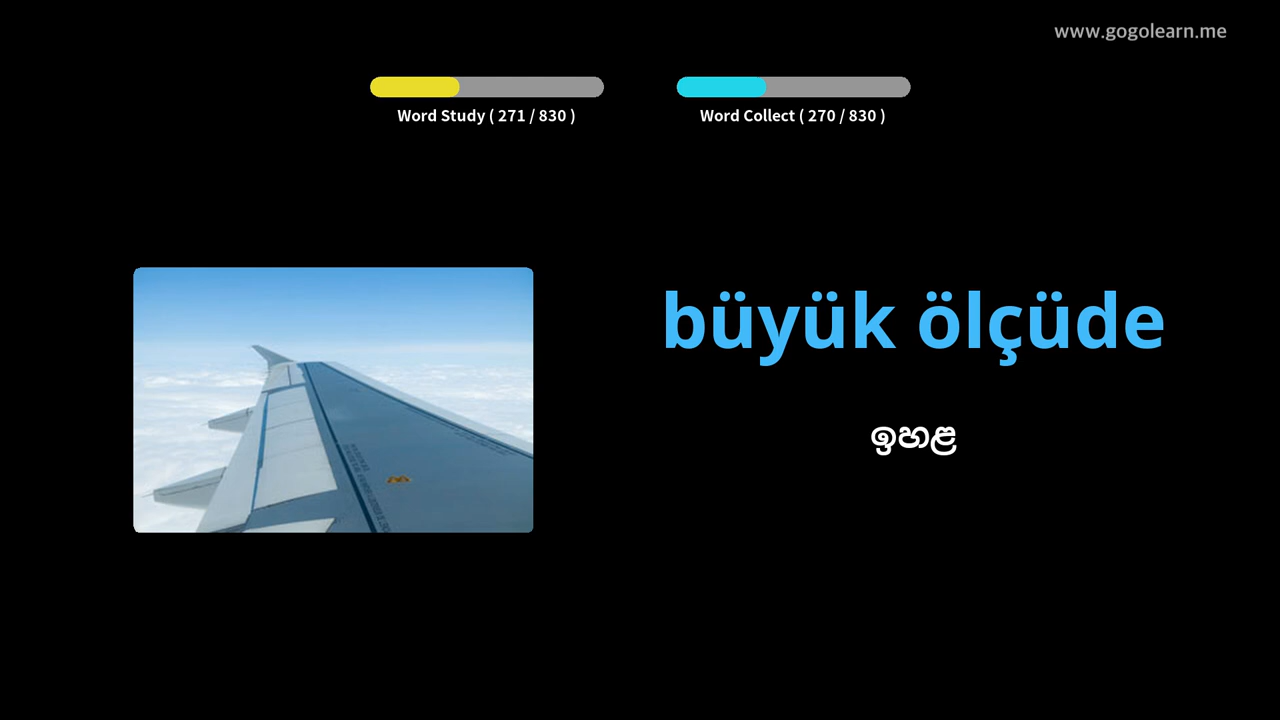 www.gogolearn.me
Word Study ( 271 / 830 )
Word Collect ( 270 / 830 )
büyük ölçüde
ඉහළ